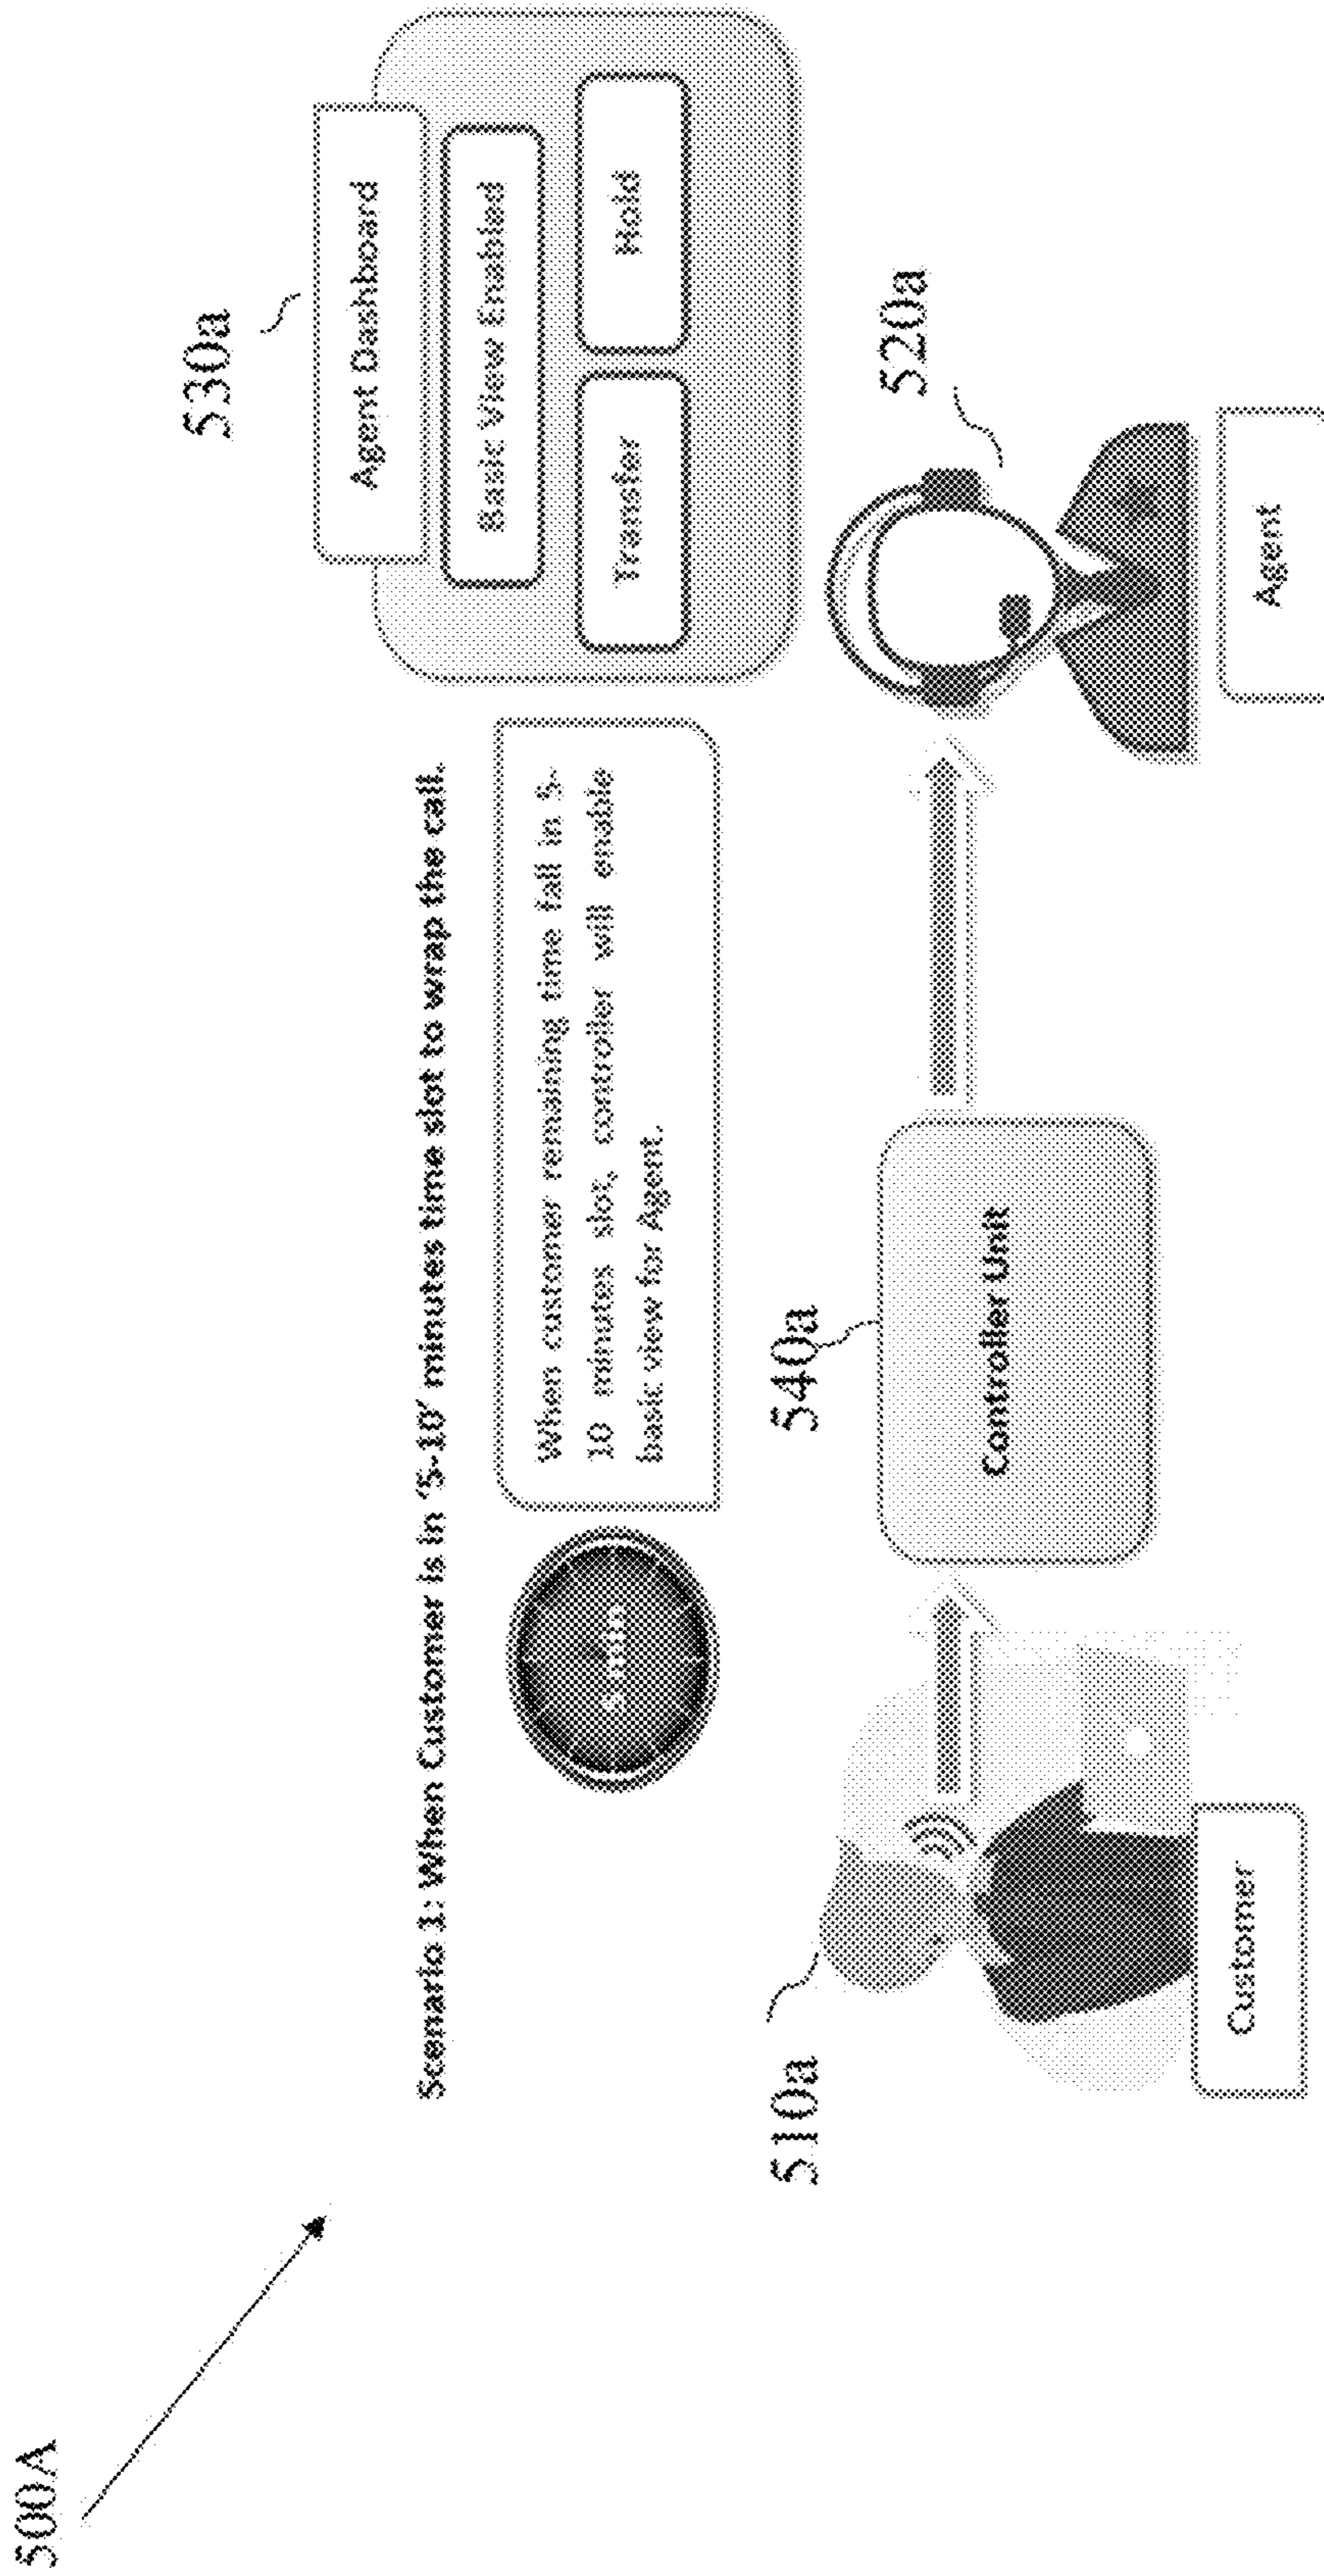 500A
530a
Agent Dashboard
Scenario 1: When Customer is in ‘5-10’ minutes time slot to wrap the call.
Basic View Enabled
When customer remaining time fall in 5-
10 minutes slot, controller will enable
basic view for Agent.
Transfer
Hold
510a
540a
520a
Controller Unit
Customer
Agent